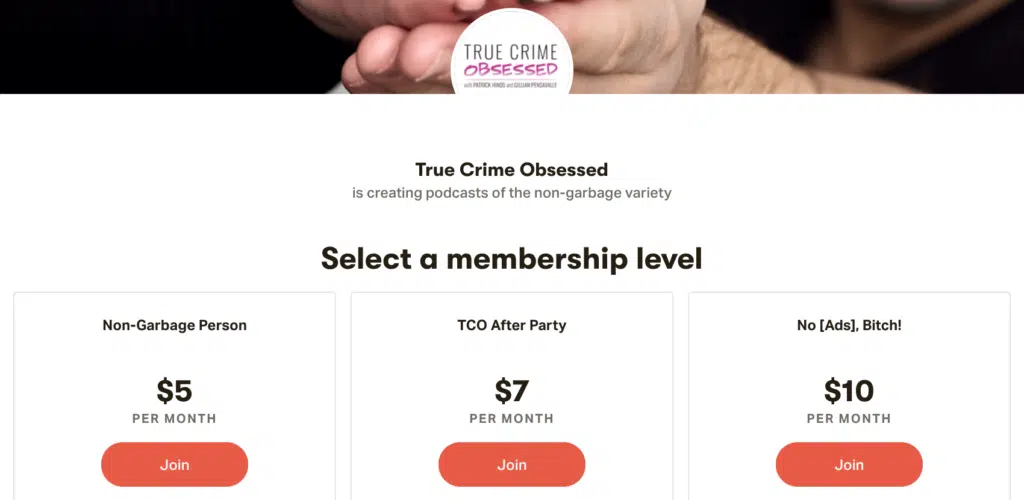 TRUE CRIME
OBSESSED
with PATRICK HINDS and GILLIAN PENSAVALLE
True Crime Obsessed
is creating podcasts of the non-garbage variety
Select a membership level
Non-Garbage Person
$5
PER MONTH
Join
TCO After Party
$7
PER MONTH
Join
No [Ads], Bitch!
$10
PER MONTH
Join